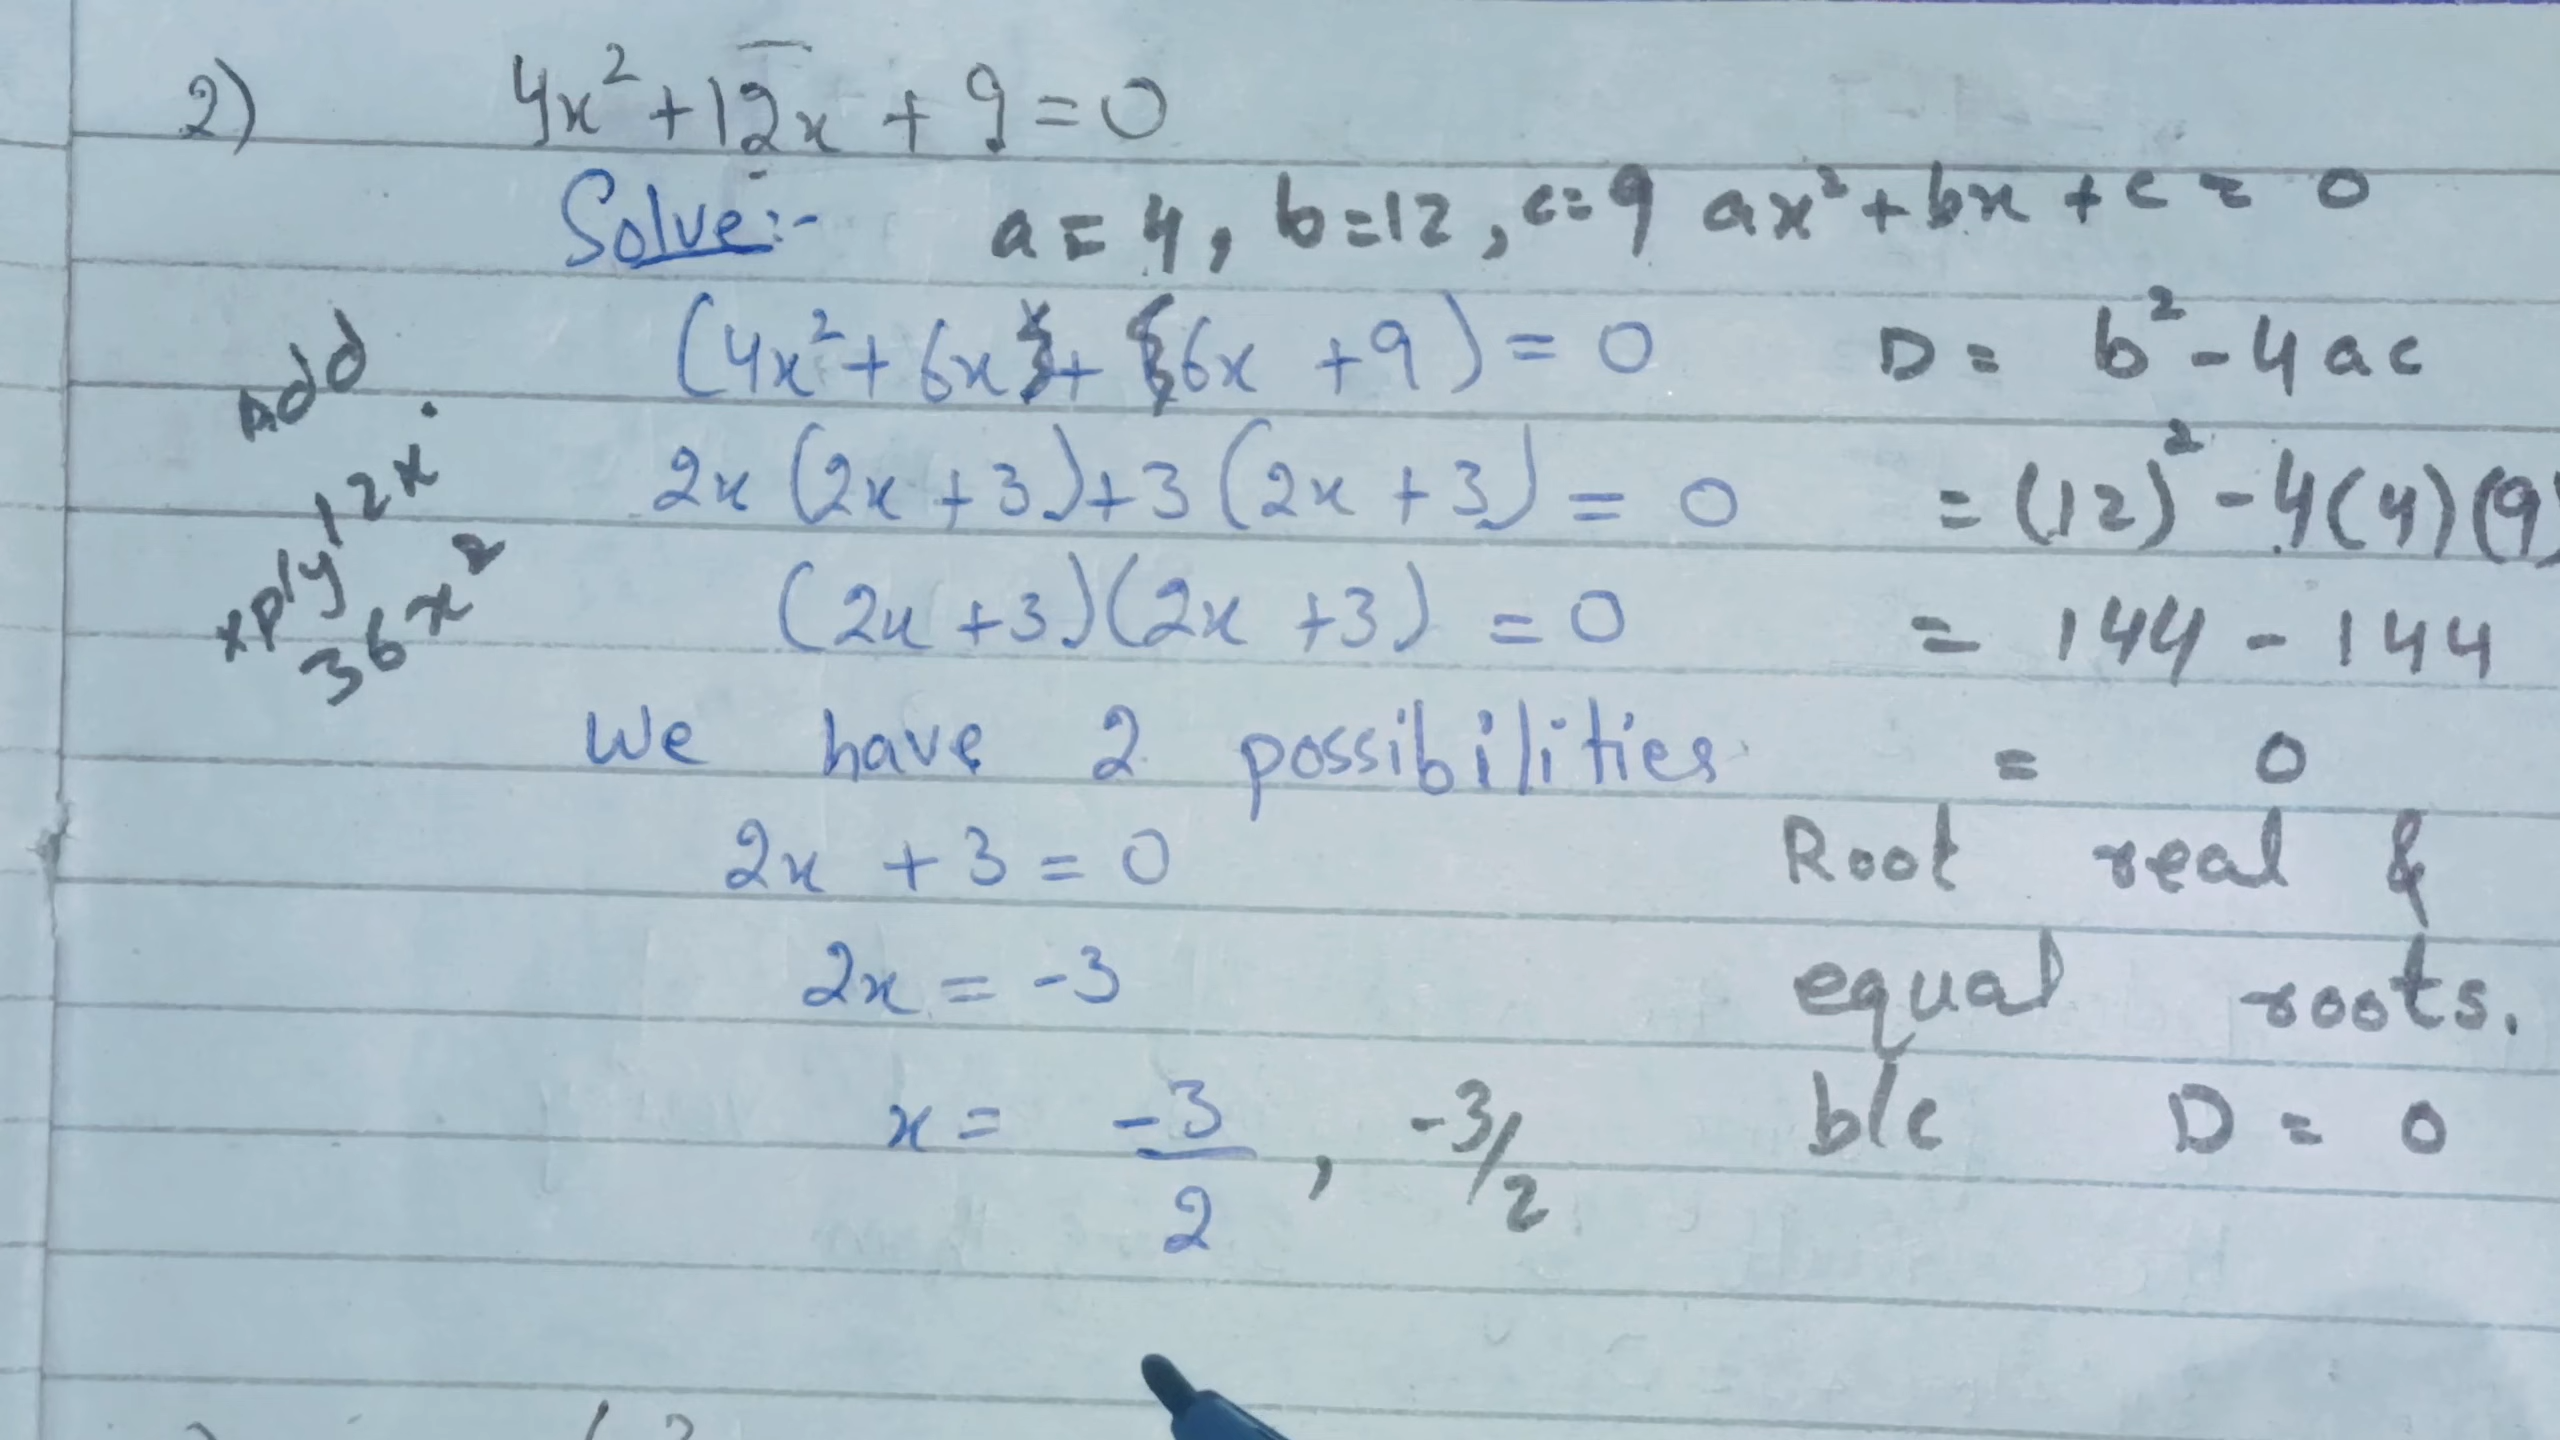 2) 4x² + 12x + 9 = 0
Solve:- a = 4, b = 12, c = 9 ax² + bx + c = 0
(4x² + 6x + 6x + 9) = 0 D = b² - 4ac
Add 12x.
2x (2x + 3) + 3 (2x + 3) = 0 = (12)² - 4(4)(9)
xply 36x²
(2x + 3)(2x + 3) = 0 = 144 - 144
We have 2 possibilities = 0
2x + 3 = 0 Root real &
2x = -3 equal roots.
x = -3/2 , -3/2 b/c D = 0